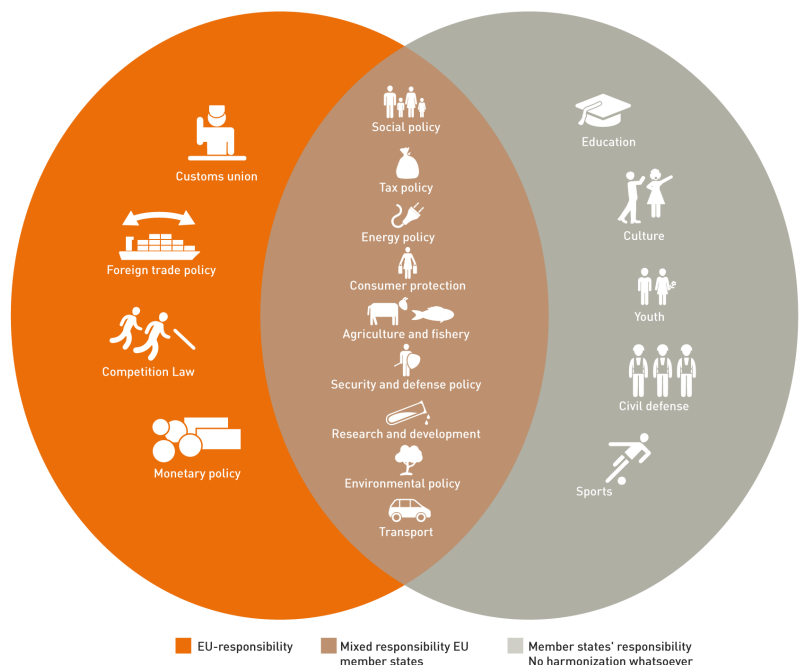 Customs union
Foreign trade policy
Competition Law
Monetary policy
Social policy
Tax policy
Energy policy
Consumer protection
Agriculture and fishery
Security and defense policy
Research and development
Environmental policy
Transport
Education
Culture
Youth
Civil defense
Sports
EU-responsibility
Mixed responsibility EU
member states
Member states' responsibility
No harmonization whatsoever